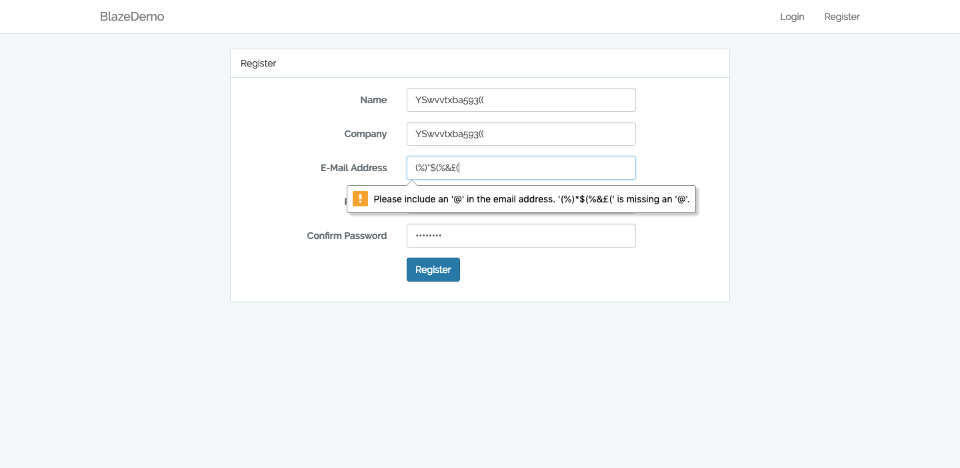 BlazeDemo Login Register
Register
Name YSwvvtxba593((
Company YSwvvtxba593((
E-Mail Address (%)*$(%&£(
Please include an '@' in the email address. '(%)*$(%&£(' is missing an '@'.
Confirm Password ••••••••
Register